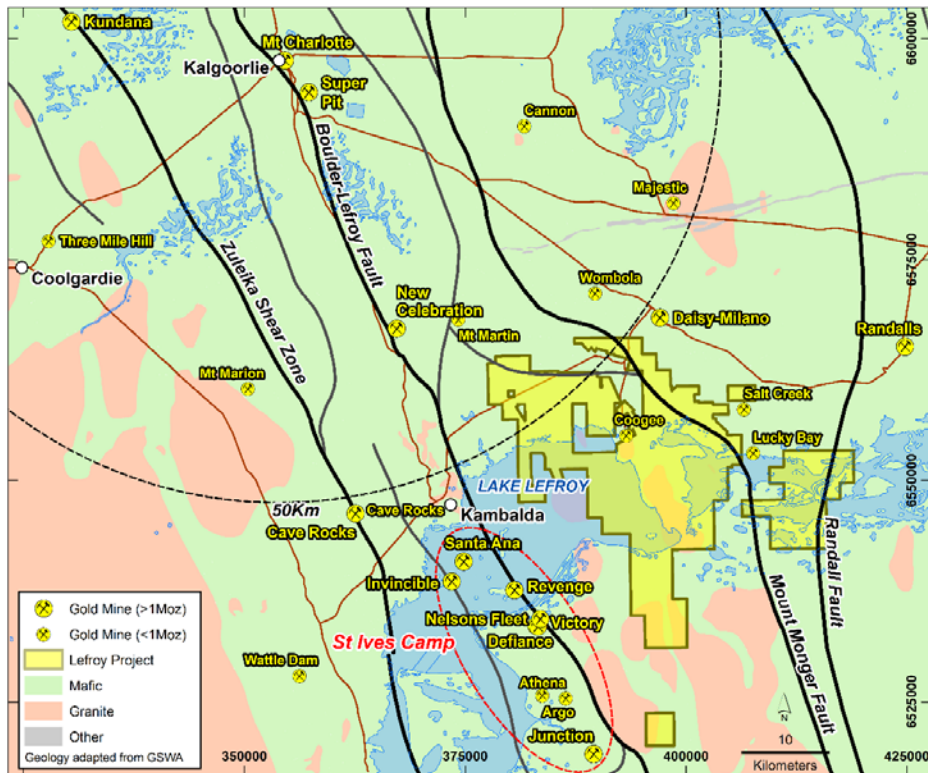 Kundana
Mt Charlotte
Kalgoorlie
Super
Pit
Cannon
6600000
Boulder-Lefroy Fault
Majestic
Three Mile Hill
Coolgardie
Zuleika Shear Zone
Wombola
6575000
New
Celebration
Mt Martin
Daisy-Milano
Randalls
Mt Marion
Salt Creek
Coogee
Lucky Bay
LAKE LEFROY
6550000
50Km
Cave Rocks
Cave Rocks
Kambalda
Santa Ana
Invincible
Revenge
Randall Fault
Mount Monger Fault
Nelsons Fleet
Victory
Defiance
St Ives Camp
Wattle Dam
Athena
Argo
Junction
6525000
Gold Mine (>1Moz)
Gold Mine (<1Moz)
Lefroy Project
Mafic
Granite
Other
Geology adapted from GSWA
N
10
Kilometers
350000
375000
400000
425000